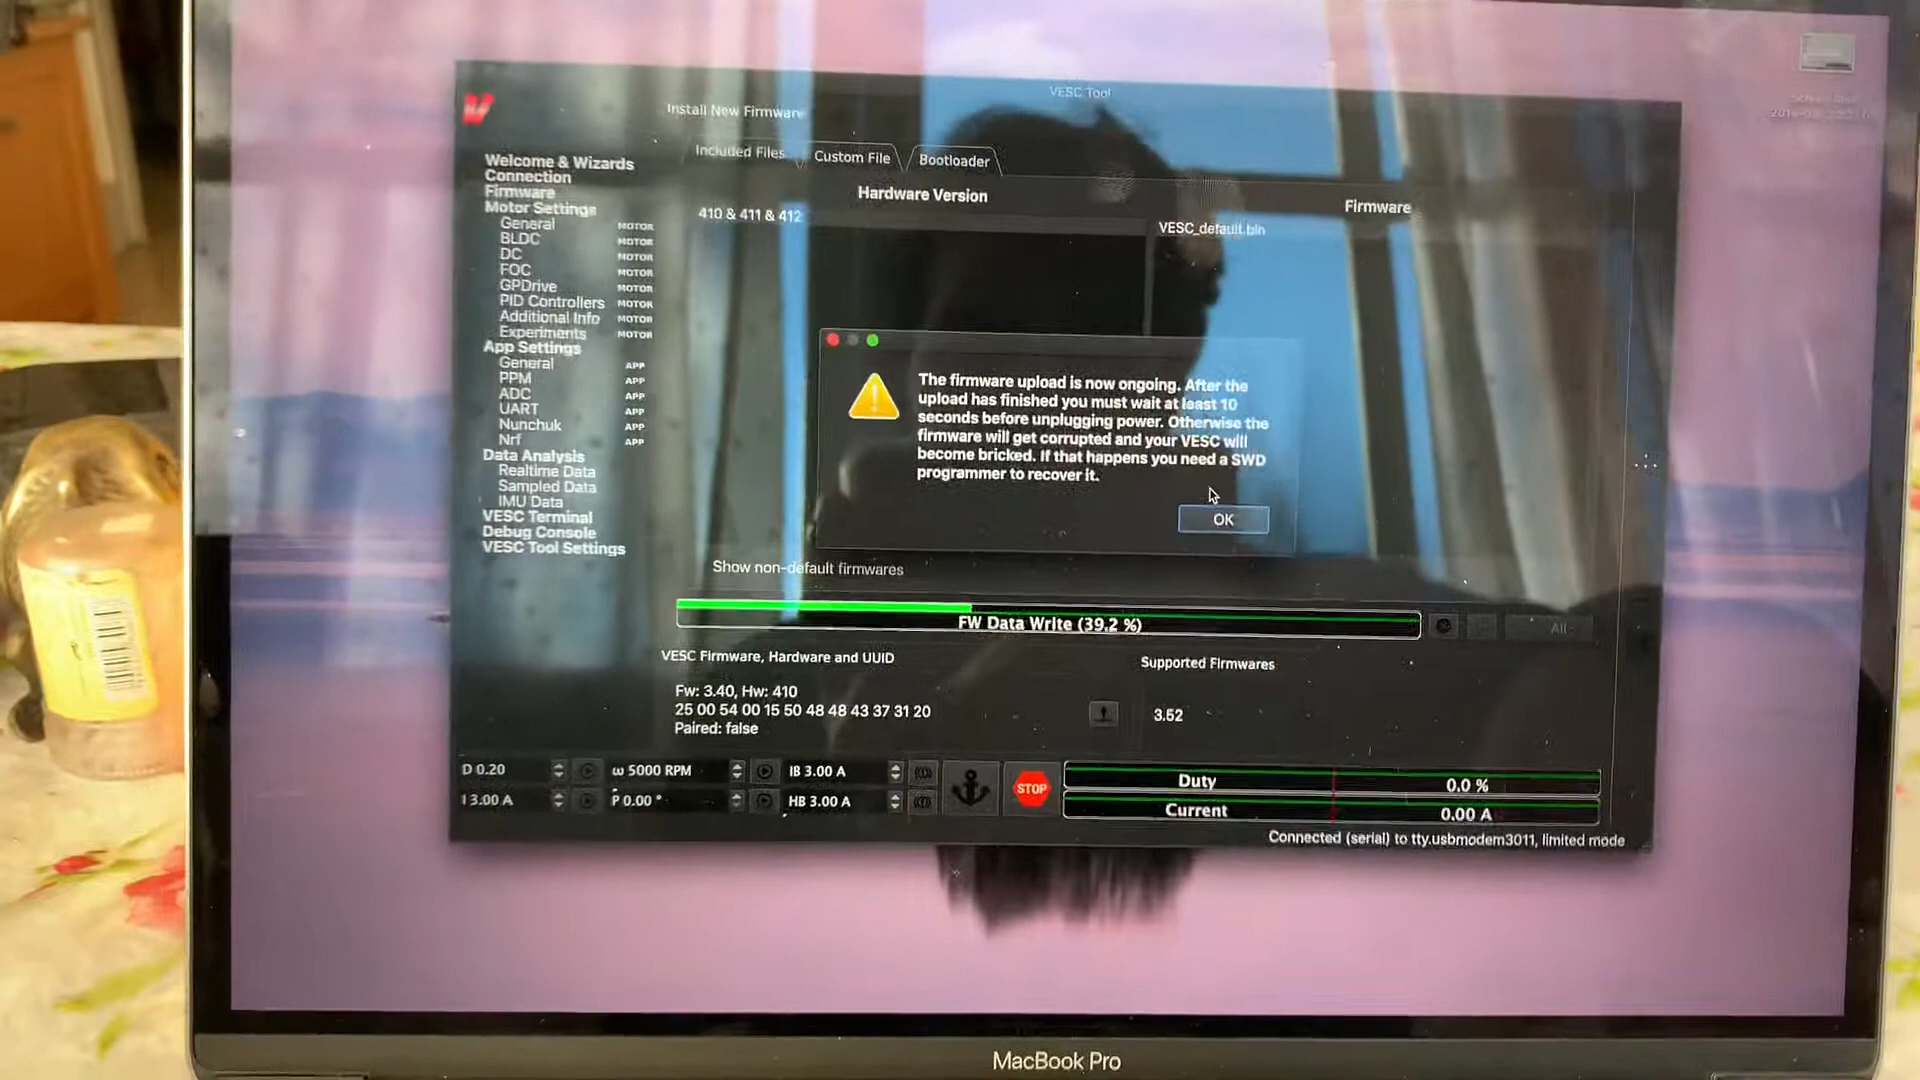 VESC Tool
Install New Firmware
Included Files
Custom File
Bootloader
Welcome & Wizards
Connection
Firmware
Motor Settings
General MOTOR
BLDC MOTOR
DC MOTOR
FOC MOTOR
GPDrive MOTOR
PID Controllers MOTOR
Additional Info MOTOR
Experiments MOTOR
App Settings
General APP
PPM APP
ADC APP
UART APP
Nunchuk APP
Nrf APP
Data Analysis
Realtime Data
Sampled Data
IMU Data
VESC Terminal
Debug Console
VESC Tool Settings
Hardware Version
Firmware
410 & 411 & 412
VESC_default.bin
The firmware upload is now ongoing. After the
upload has finished you must wait at least 10
seconds before unplugging power. Otherwise the
firmware will get corrupted and your VESC will
become bricked. If that happens you need a SWD
programmer to recover it.
OK
Show non-default firmwares
FW Data Write (39.2 %)
All
VESC Firmware, Hardware and UUID
Supported Firmwares
Fw: 3.40, Hw: 410
25 00 54 00 15 50 48 48 43 37 31 20
Paired: false
3.52
D 0.20
ω 5000 RPM
IB 3.00 A
I 3.00 A
P 0.00 °
HB 3.00 A
STOP
Duty 0.0 %
Current 0.00 A
Connected (serial) to tty.usbmodem3011, limited mode
MacBook Pro